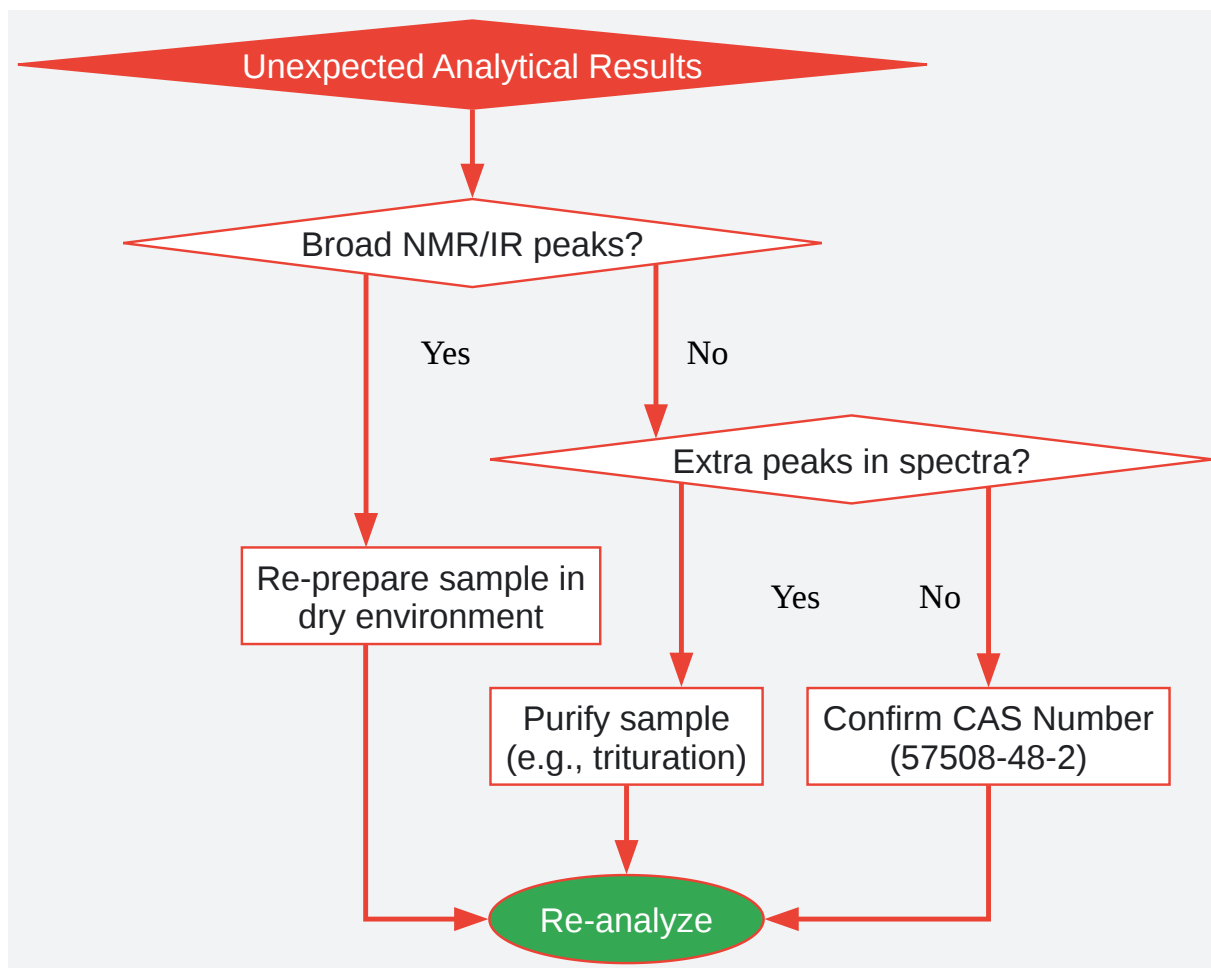 Unexpected Analytical Results
Broad NMR/IR peaks?
Yes
No
Extra peaks in spectra?
Re-prepare sample in
dry environment
Yes
No
Purify sample
(e.g., trituration)
Confirm CAS Number
(57508-48-2)
Re-analyze